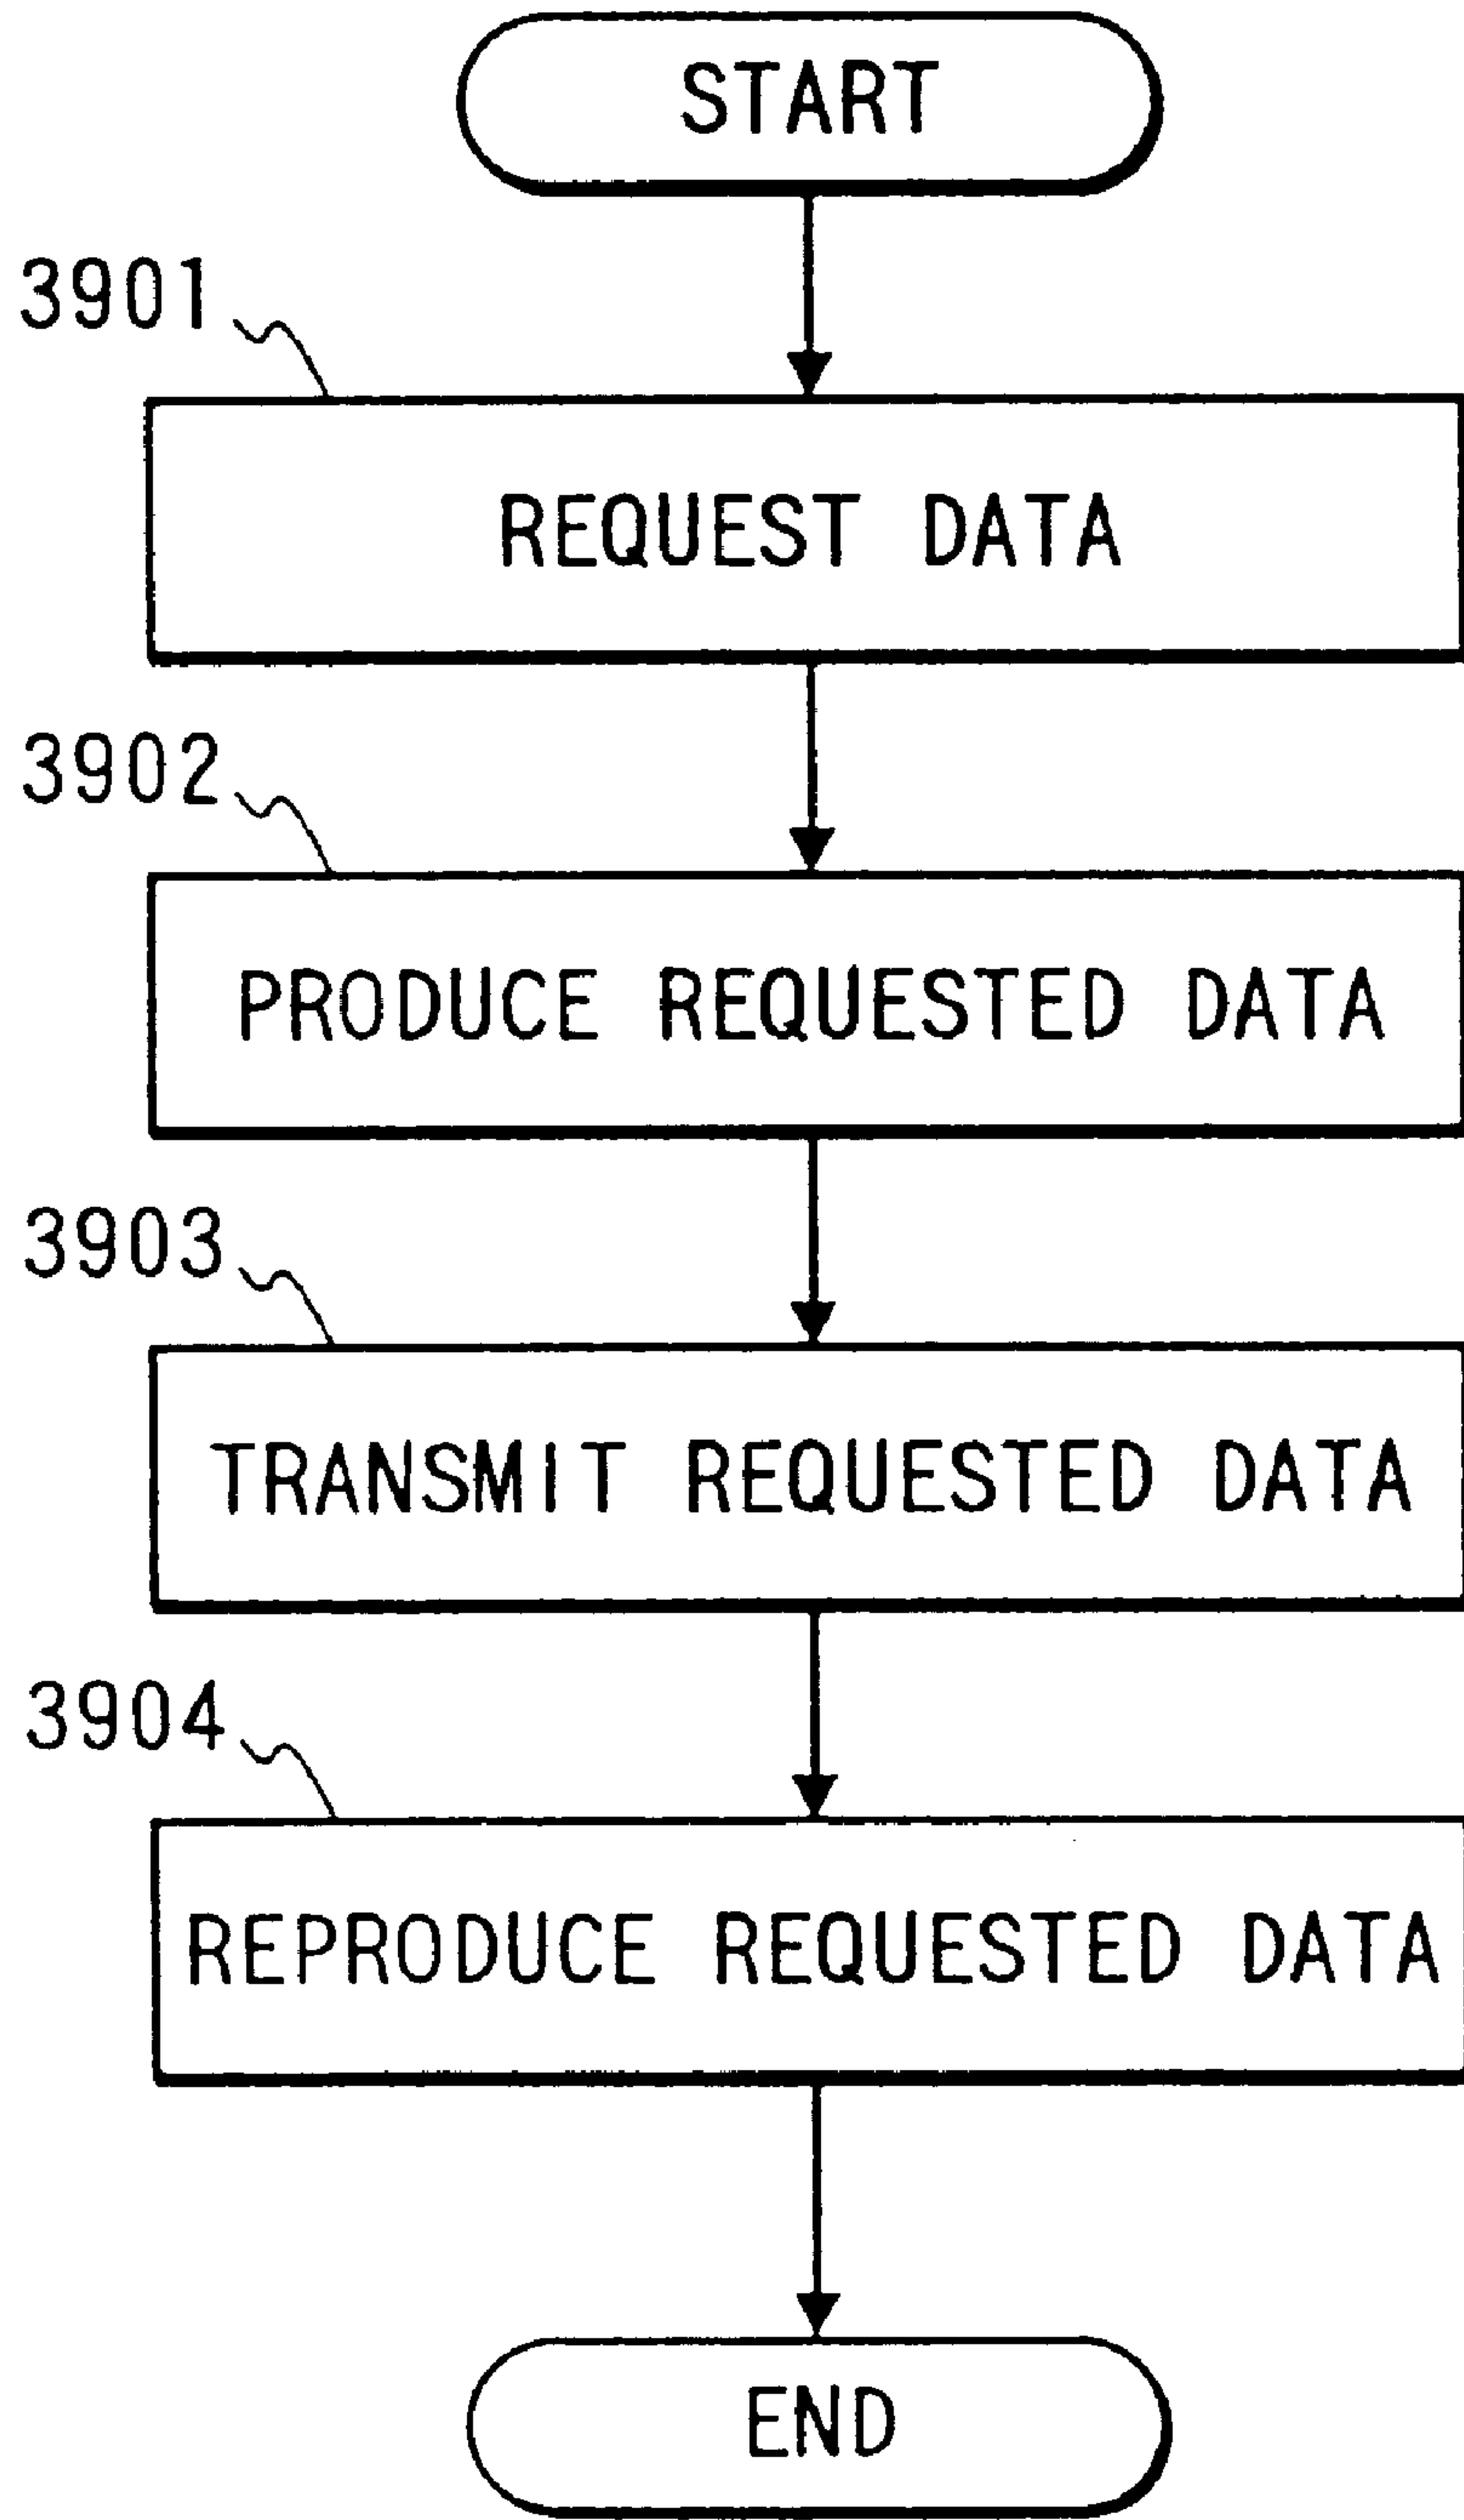 START
3901
REQUEST DATA
3902
PRODUCE REQUESTED DATA
3903
TRANSMIT REQUESTED DATA
3904
REPRODUCE REQUESTED DATA
END